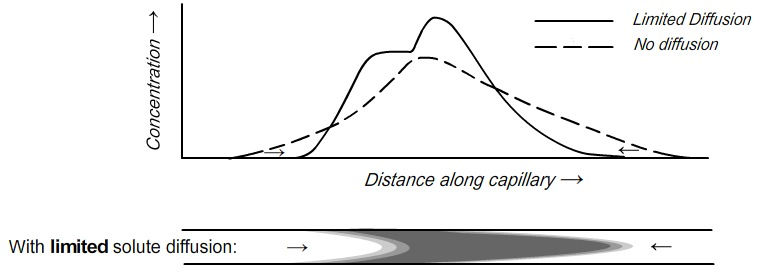 Limited Diffusion
No diffusion
Concentration →
Distance along capillary →
With limited solute diffusion: